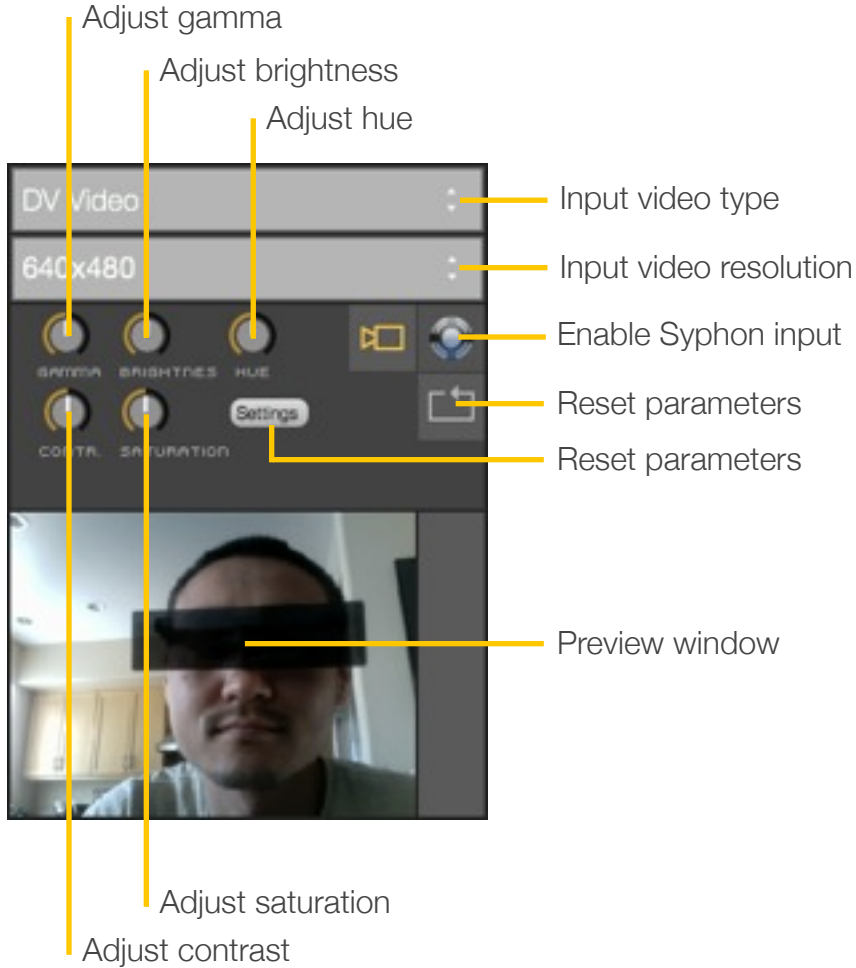 Adjust gamma
Adjust brightness
Adjust hue
DV Video
Input video type
640x480
Input video resolution
Enable Syphon input
GAMMA BRIGHTNES HUE
Reset parameters
Settings
CONTR. SATURATION
Reset parameters
Preview window
Adjust saturation
Adjust contrast